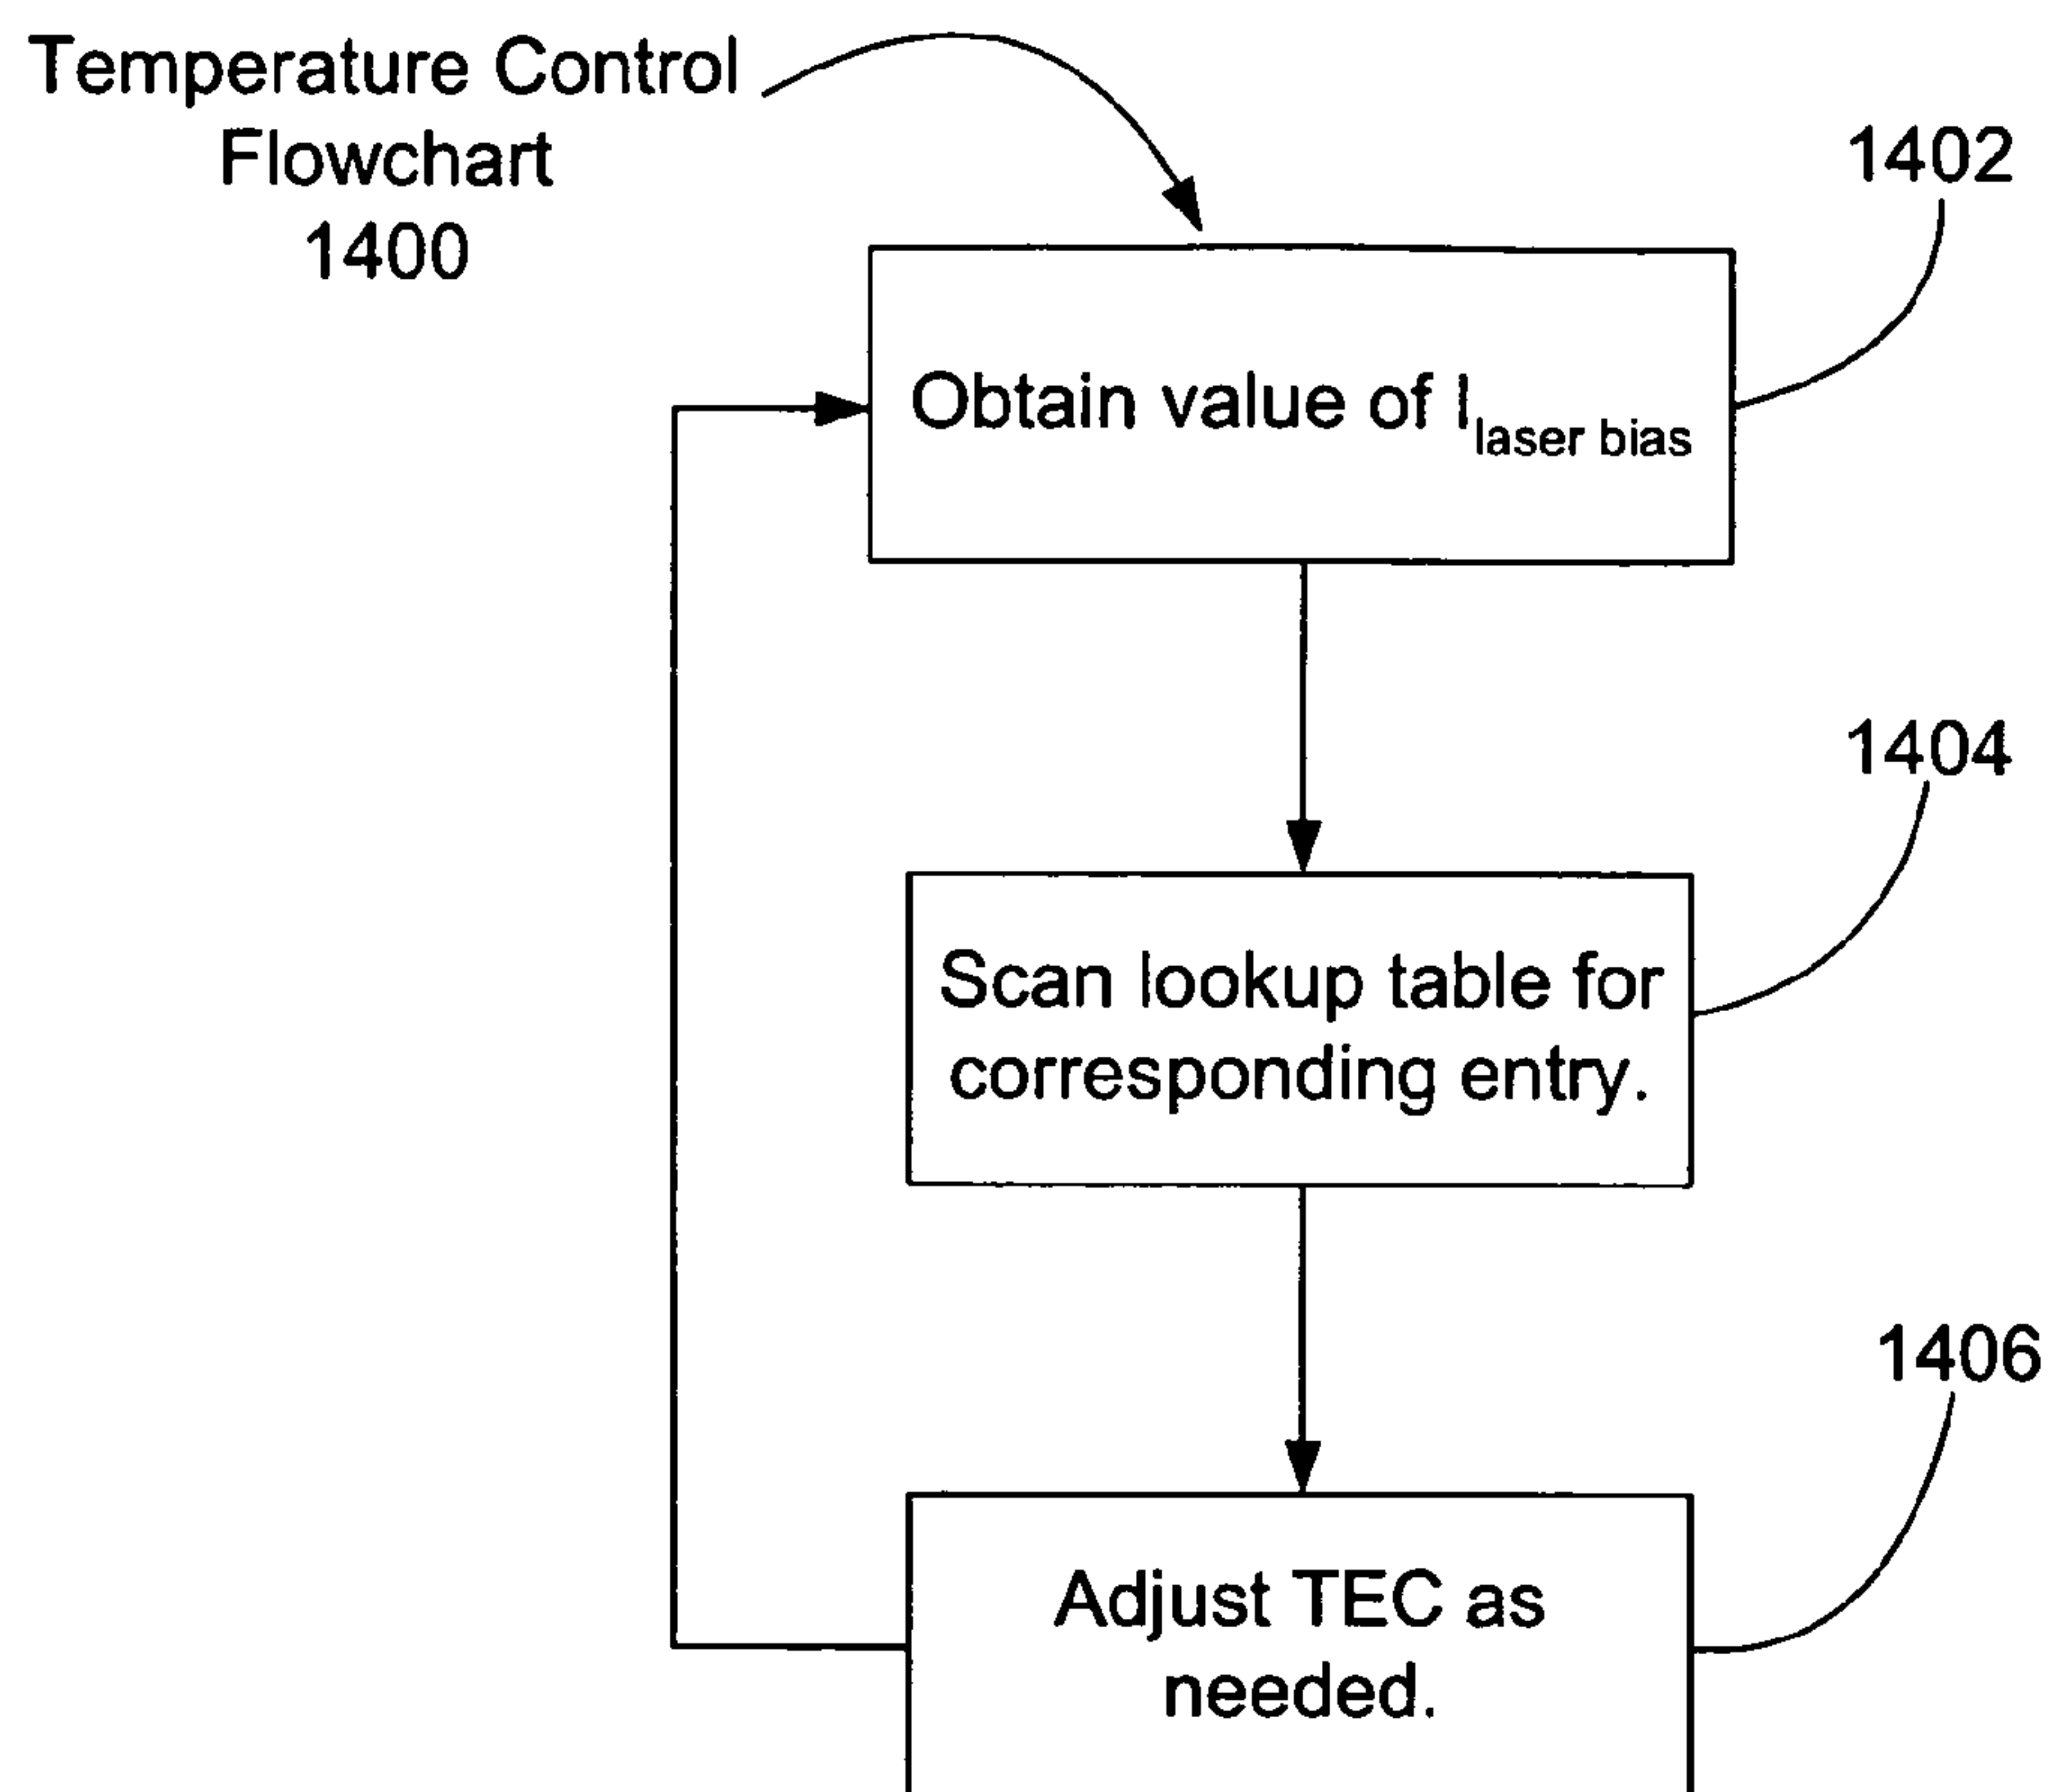 Temperature Control
Flowchart
1400
1402
Obtain value of I laser bias
1404
Scan lookup table for
corresponding entry.
1406
Adjust TEC as
needed.